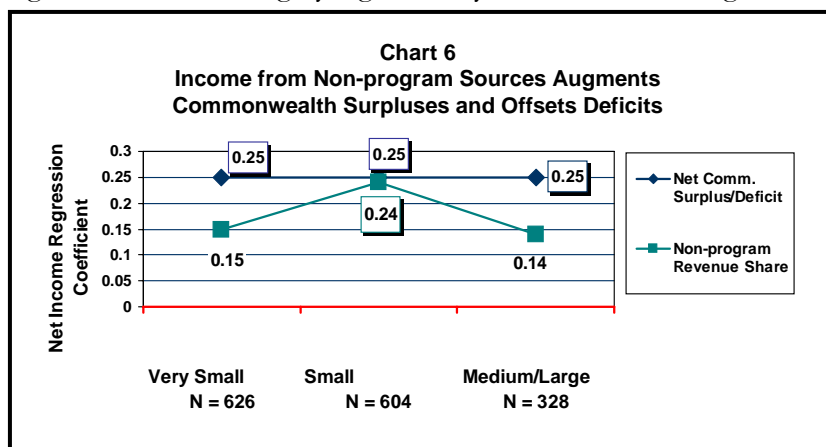 Chart 6
Income from Non-program Sources Augments
Commonwealth Surpluses and Offsets Deficits
Net Income Regression
Coefficient
0.3
0.25
0.2
0.15
0.1
0.05
0
0.25
0.25
0.25
0.15
0.24
0.14
Net Comm.
Surplus/Deficit
Non-program
Revenue Share
Very Small Small Medium/Large
N = 626 N = 604 N = 328